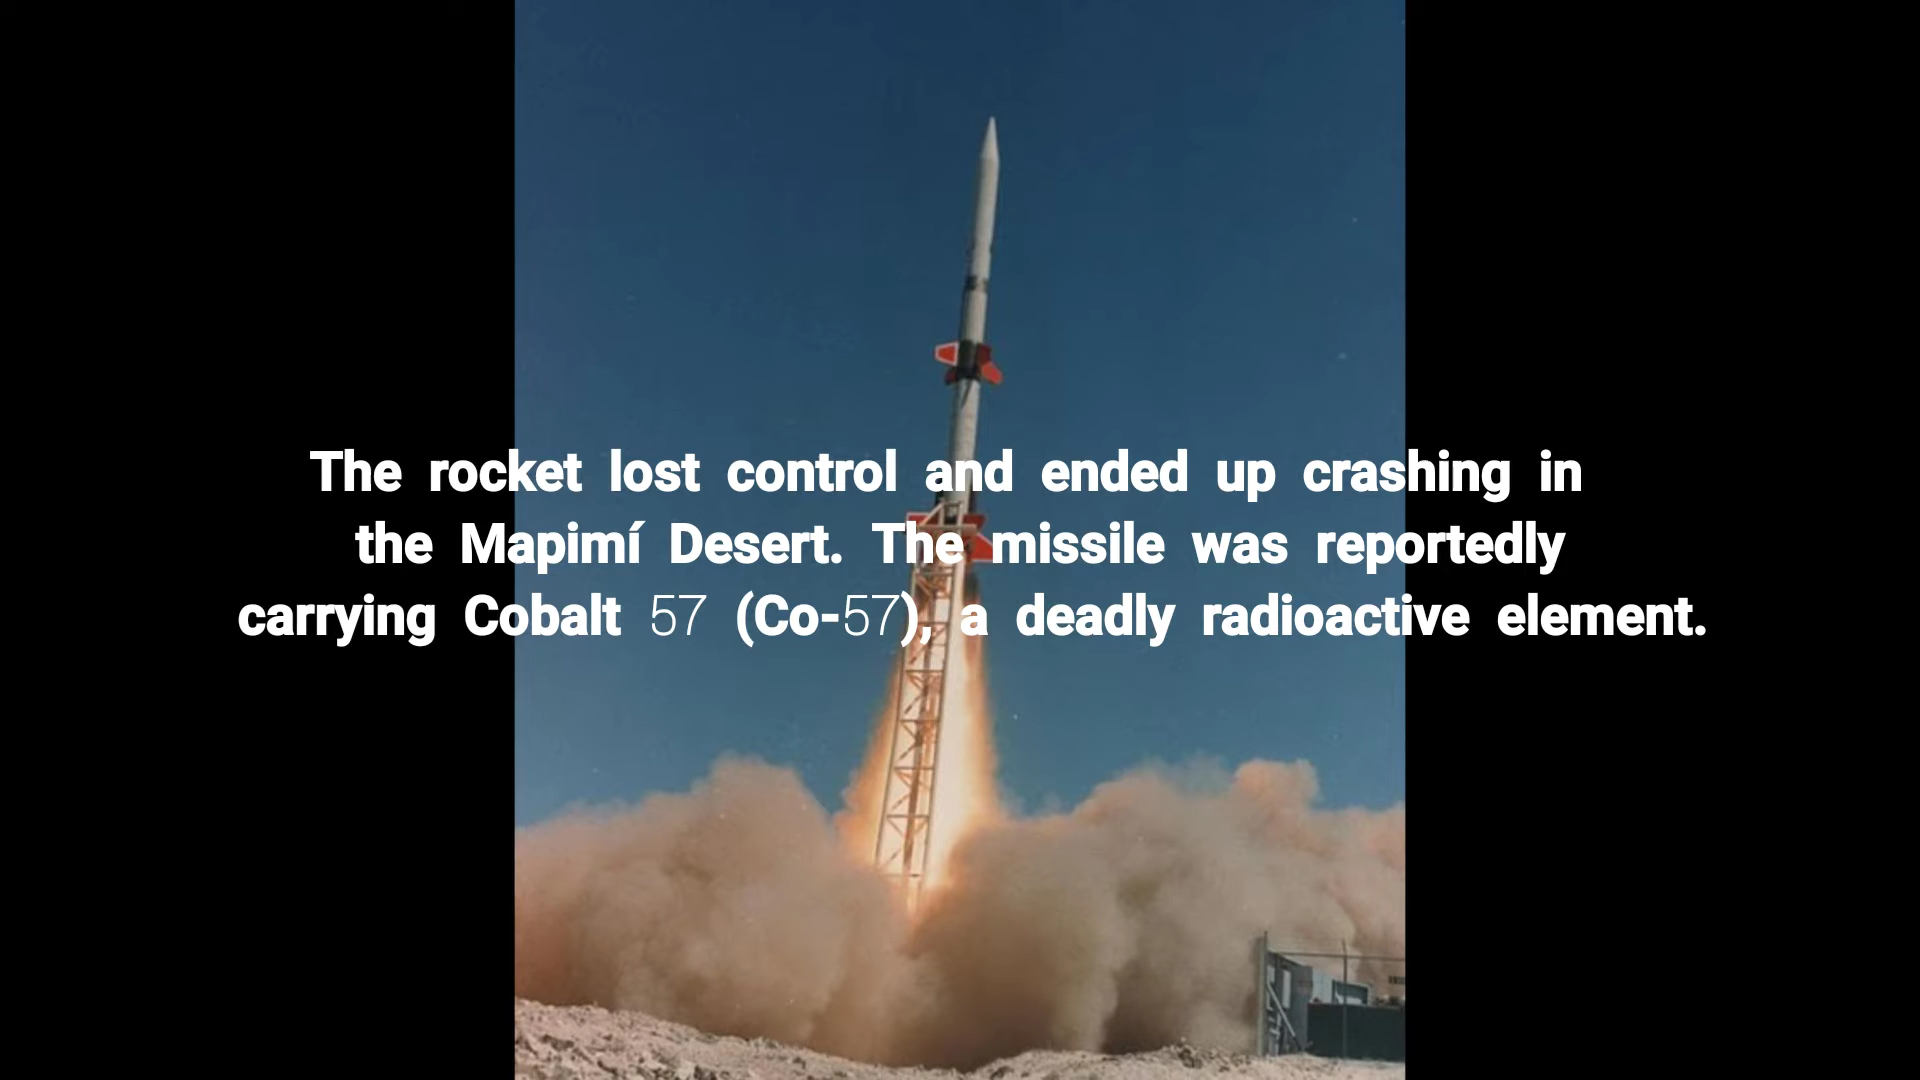 The rocket lost control and ended up crashing in
the Mapimí Desert. The missile was reportedly
carrying Cobalt 57 (Co-57), a deadly radioactive element.